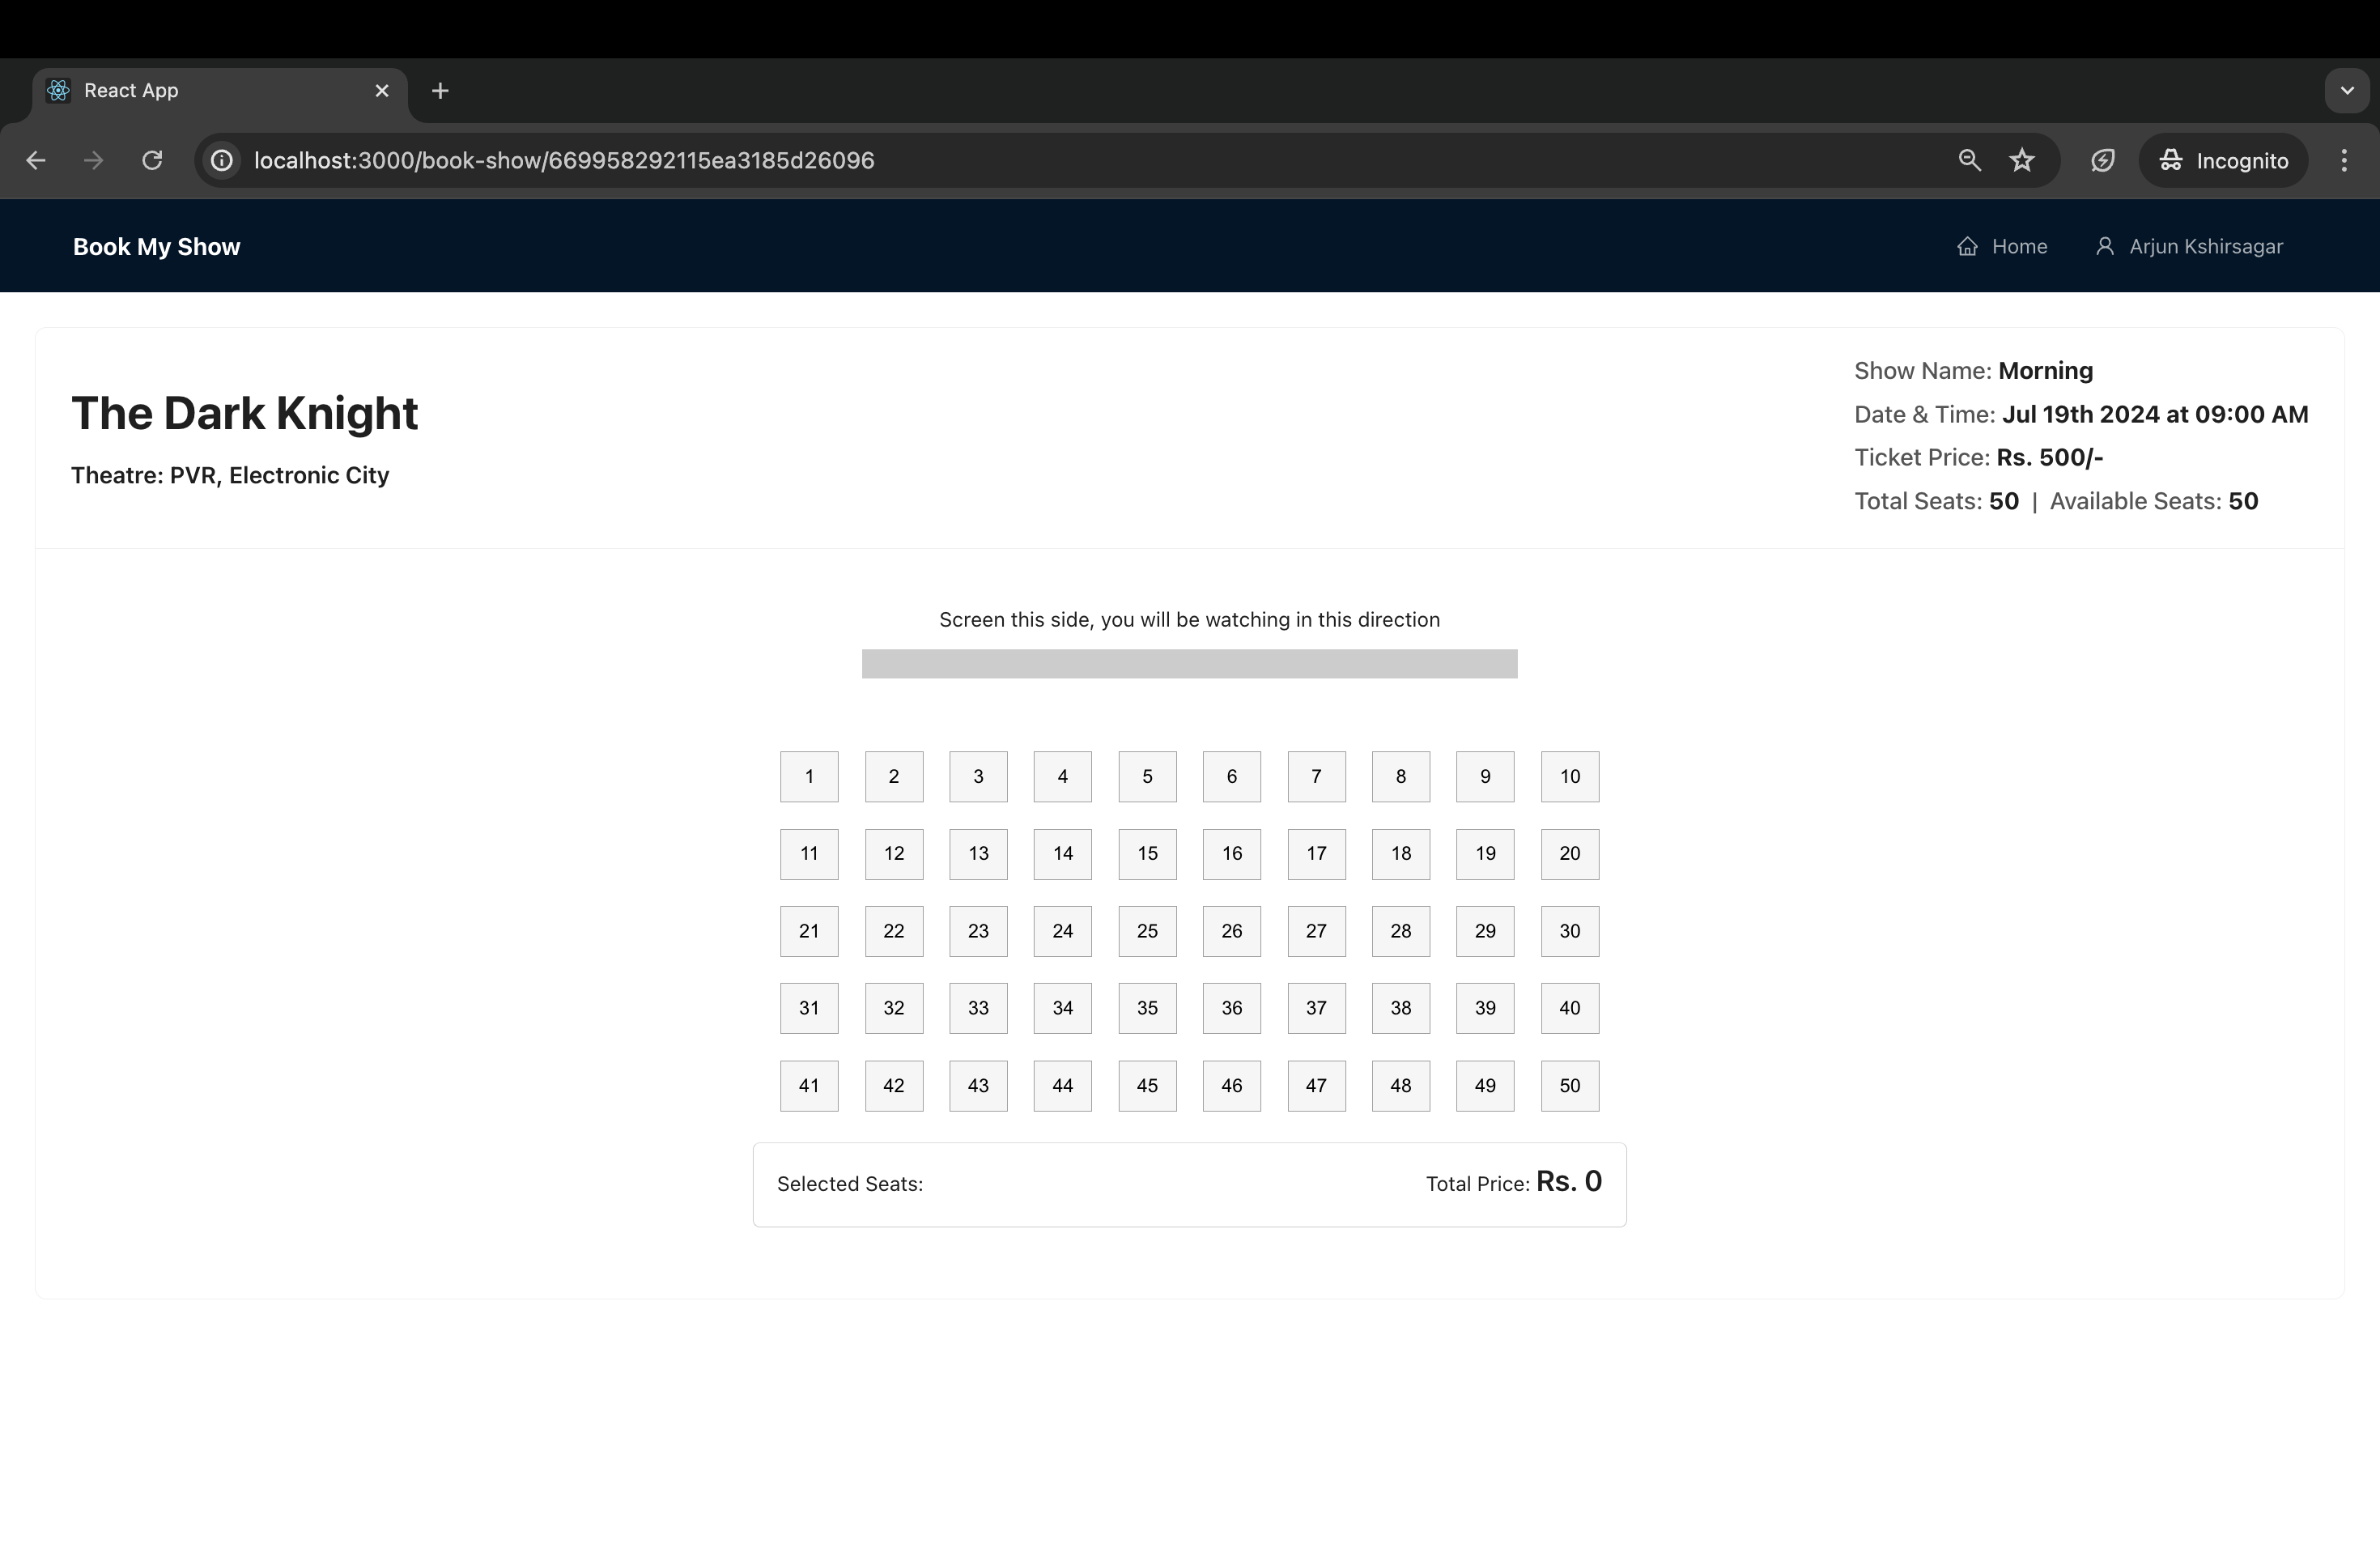 React App
localhost:3000/book-show/669958292115ea3185d26096
Incognito
Book My Show
Home
Arjun Kshirsagar
The Dark Knight
Theatre: PVR, Electronic City
Show Name: Morning
Date & Time: Jul 19th 2024 at 09:00 AM
Ticket Price: Rs. 500/-
Total Seats: 50 | Available Seats: 50
Screen this side, you will be watching in this direction
1 2 3 4 5 6 7 8 9 10
11 12 13 14 15 16 17 18 19 20
21 22 23 24 25 26 27 28 29 30
31 32 33 34 35 36 37 38 39 40
41 42 43 44 45 46 47 48 49 50
Selected Seats:
Total Price: Rs. 0